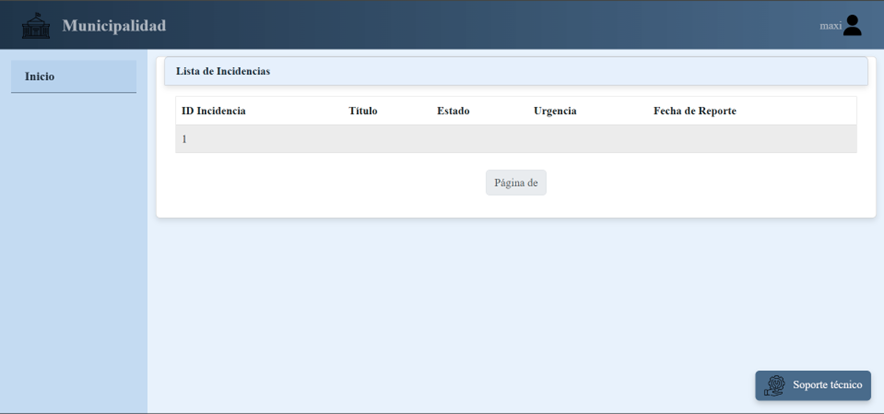 Municipalidad
maxi
Inicio
Lista de Incidencias
ID Incidencia Título Estado Urgencia Fecha de Reporte
1
Página de
Soporte técnico